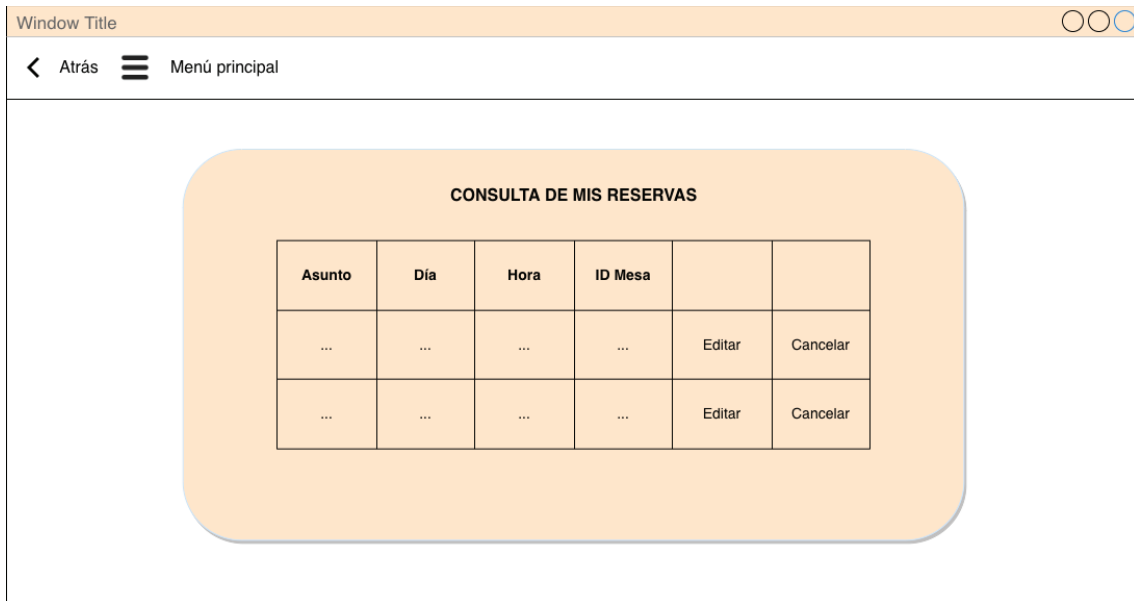 Window Title
Atrás Menú principal
CONSULTA DE MIS RESERVAS
Asunto Día Hora ID Mesa
... ... ... ... Editar Cancelar
... ... ... ... Editar Cancelar